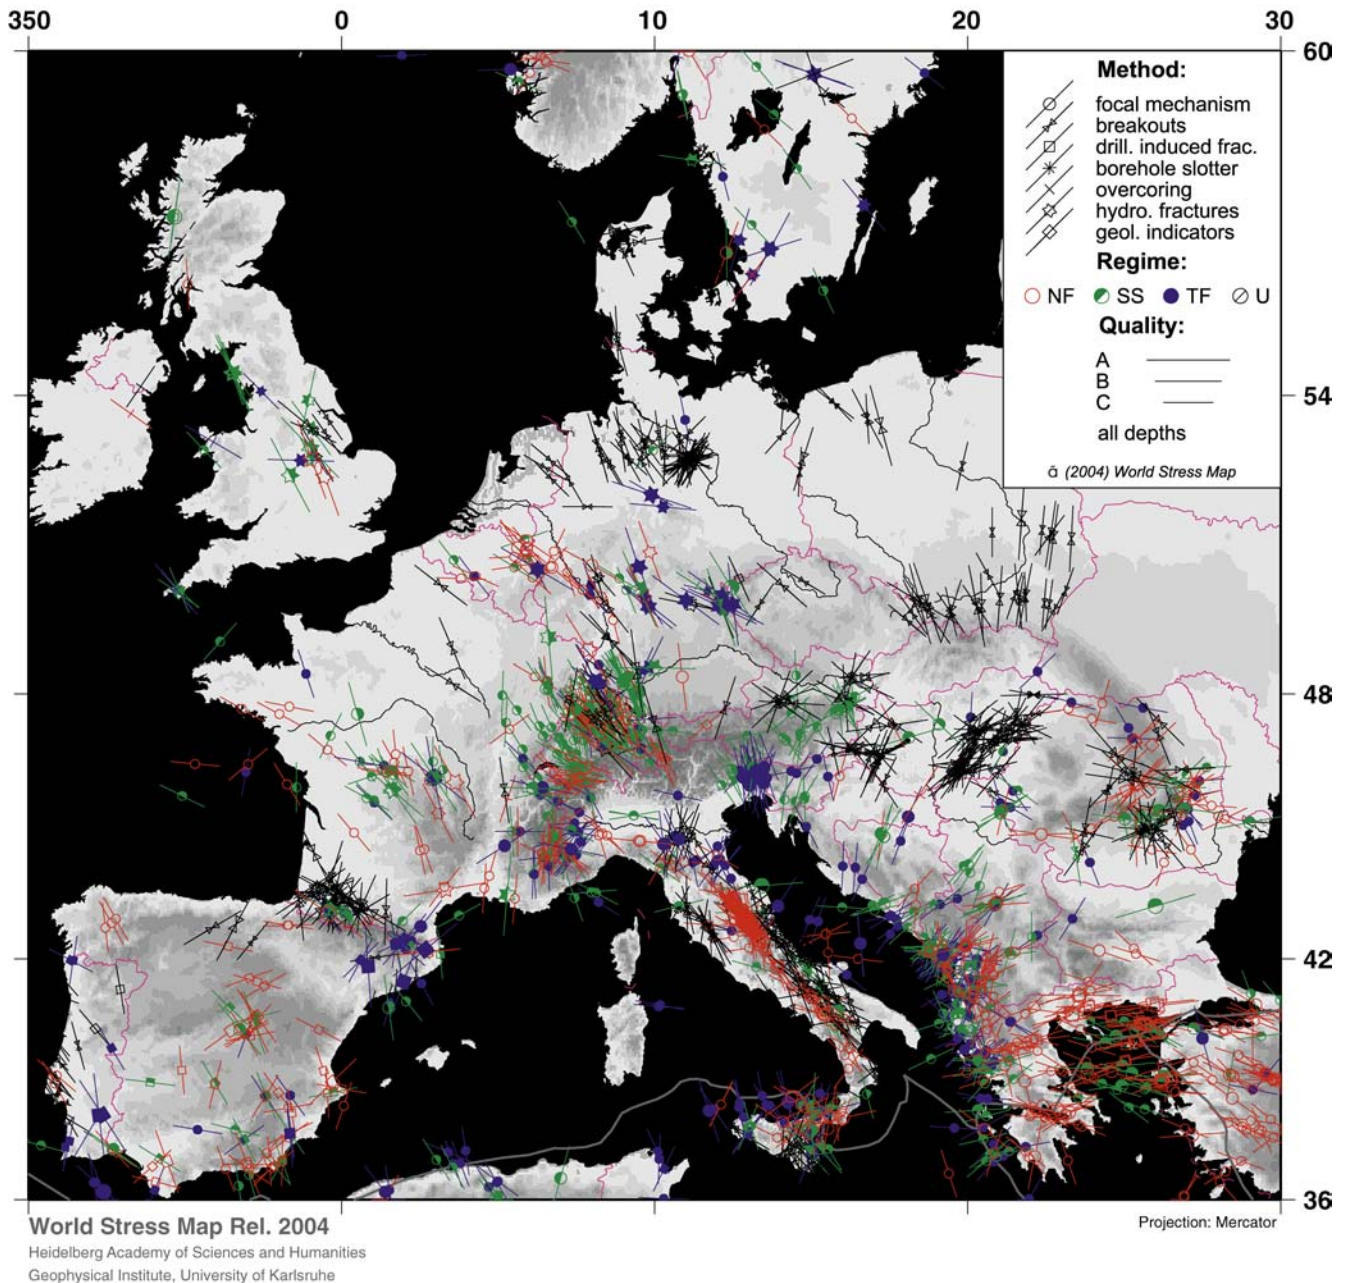 350 0 10 20 30
60
54
48
42
36
Method:
focal mechanism
breakouts
drill. induced frac.
borehole slotter
overcoring
hydro. fractures
geol. indicators
Regime:
NF SS TF U
Quality:
A
B
C
all depths
ă (2004) World Stress Map
World Stress Map Rel. 2004
Projection: Mercator
Heidelberg Academy of Sciences and Humanities
Geophysical Institute, University of Karlsruhe